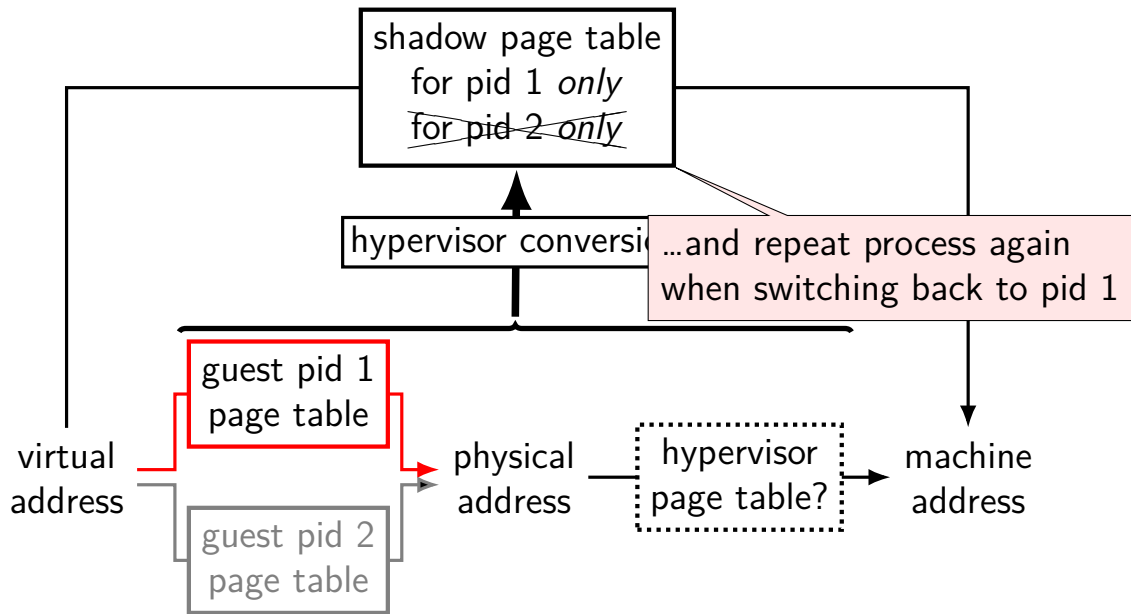 shadow page table
for pid 1 only
for pid 2 only
hypervisor conversi
…and repeat process again
when switching back to pid 1
guest pid 1
page table
virtual
address
physical
address
hypervisor
page table?
machine
address
guest pid 2
page table